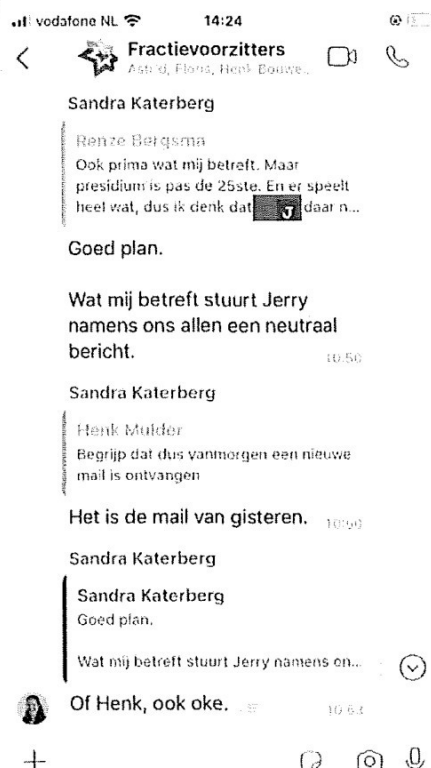 vodafone NL
14:24
Fractievoorzitters
Astrid, Floris, Henk Bouwe...
Sandra Katerberg
Renze Bergsma
Ook prima wat mij betreft. Maar
presidium is pas de 25ste. En er speelt
heel wat, dus ik denk dat J daar n...
Goed plan.
Wat mij betreft stuurt Jerry
namens ons allen een neutraal
bericht.
10:50
Sandra Katerberg
Henk Mulder
Begrijp dat dus vanmorgen een nieuwe
mail is ontvangen
Het is de mail van gisteren.
10:50
Sandra Katerberg
Sandra Katerberg
Goed plan.
Wat mij betreft stuurt Jerry namens on...
Of Henk, ook oke.
10:53